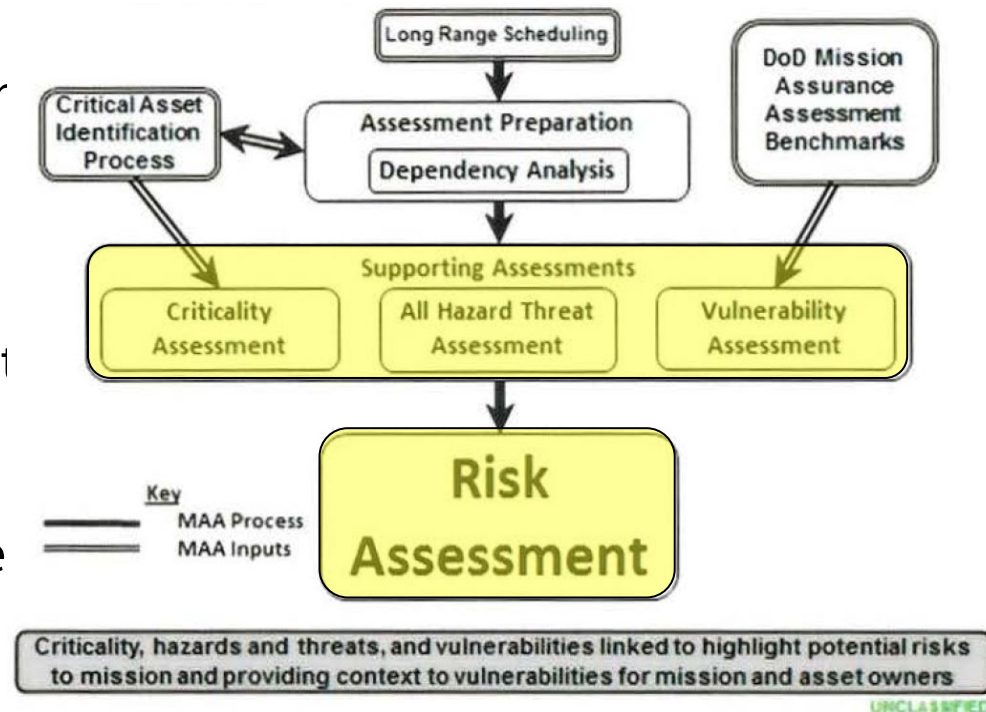 Long Range Scheduling
DoD Mission
Assurance
Assessment
Benchmarks
Critical Asset
Identification
Process
Assessment Preparation
Dependency Analysis
Supporting Assessments
Criticality
Assessment
All Hazard Threat
Assessment
Vulnerability
Assessment
Risk
Assessment
Key
MAA Process
MAA Inputs
Criticality, hazards and threats, and vulnerabilities linked to highlight potential risks
to mission and providing context to vulnerabilities for mission and asset owners
UNCLASSIFIED